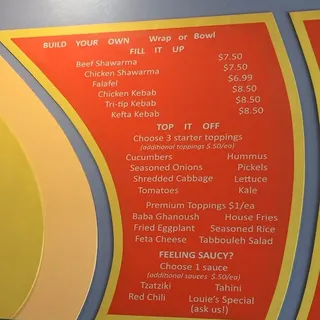 BUILD YOUR OWN Wrap or Bowl
FILL IT UP
Beef Shawarma $7.50
Chicken Shawarma $7.50
Falafel $6.99
Chicken Kebab $8.50
Tri-tip Kebab $8.50
Kefta Kebab $8.50
TOP IT OFF
Choose 3 starter toppings
(additional toppings $.50/ea)
Cucumbers Hummus
Seasoned Onions Pickels
Shredded Cabbage Lettuce
Tomatoes Kale
Premium Toppings $1/ea
Baba Ghanoush House Fries
Fried Eggplant Seasoned Rice
Feta Cheese Tabbouleh Salad
FEELING SAUCY?
Choose 1 sauce
(additional sauces $.50/ea)
Tzatziki Tahini
Red Chili Louie's Special
(ask us!)